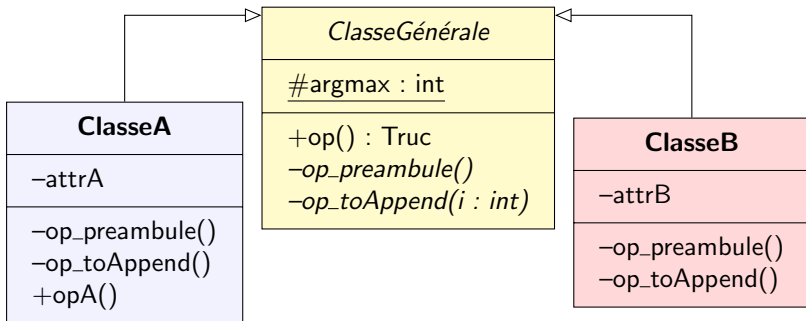 ClasseGénérale
#argmax : int
+op() : Truc
–op_preambule()
–op_toAppend(i : int)
ClasseA
–attrA
–op_preambule()
–op_toAppend()
+opA()
ClasseB
–attrB
–op_preambule()
–op_toAppend()